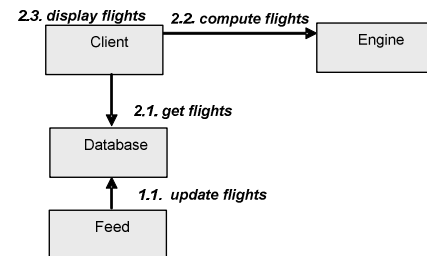 2.3. display flights
2.2. compute flights
Client
Engine
2.1. get flights
Database
1.1. update flights
Feed